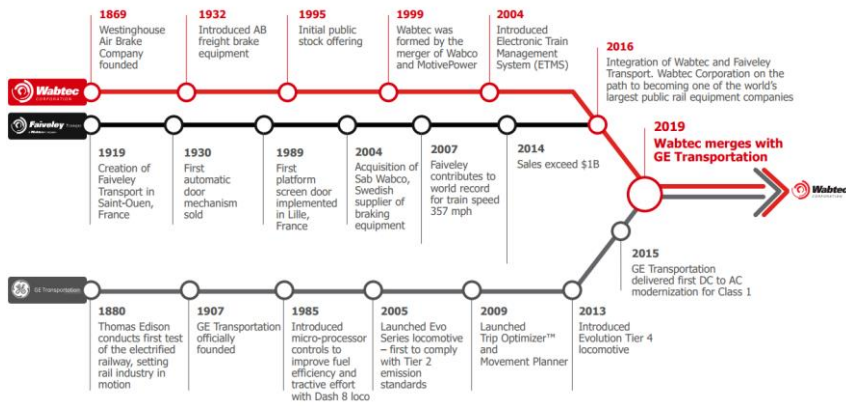 1869
Westinghouse
Air Brake
Company
founded
1932
Introduced AB
freight brake
equipment
1995
Initial public
stock offering
1999
Wabtec was
formed by the
merger of Wabco
and MotivePower
2004
Introduced
Electronic Train
Management
System (ETMS)
2016
Integration of Wabtec and Faiveley
Transport. Wabtec Corporation on the
path to becoming one of the world's
largest public rail equipment companies
Wabtec
CORPORATION
Faiveley Transport
1919
Creation of
Faiveley
Transport in
Saint-Ouen,
France
1930
First
automatic
door
mechanism
sold
1989
First
platform
screen door
implemented
in Lille,
France
2004
Acquisition of
Sab Wabco,
Swedish
supplier of
braking
equipment
2007
Faiveley
contributes to
world record
for train speed
357 mph
2014
Sales exceed $1B
2019
Wabtec merges with
GE Transportation
Wabtec
CORPORATION
2015
GE Transportation
delivered first DC to AC
modernization for Class 1
GE Transportation
1880
Thomas Edison
conducts first test
of the electrified
railway, setting
rail industry in
motion
1907
GE Transportation
officially
founded
1985
Introduced
micro-processor
controls to
improve fuel
efficiency and
tractive effort
with Dash 8 loco
2005
Launched Evo
Series locomotive
– first to comply
with Tier 2
emission
standards
2009
Launched
Trip Optimizer™
and
Movement Planner
2013
Introduced
Evolution Tier 4
locomotive